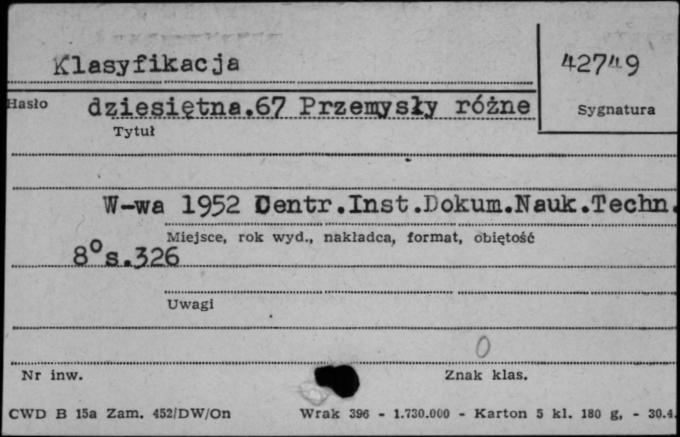 Klasyfikacja
42749
Hasło
dziesiętna.67 Przemysły różne
Sygnatura
Tytuł
W-wa 1952 Centr.Inst.Dokum.Nauk.Techn.
Miejsce, rok wyd., nakładca, format, objętość
8° s.326
Uwagi
0
Nr inw.
Znak klas.
CWD B 15a Zam. 452/DW/On Wrak 396 - 1.730.000 - Karton 5 kl. 180 g, - 30.4.